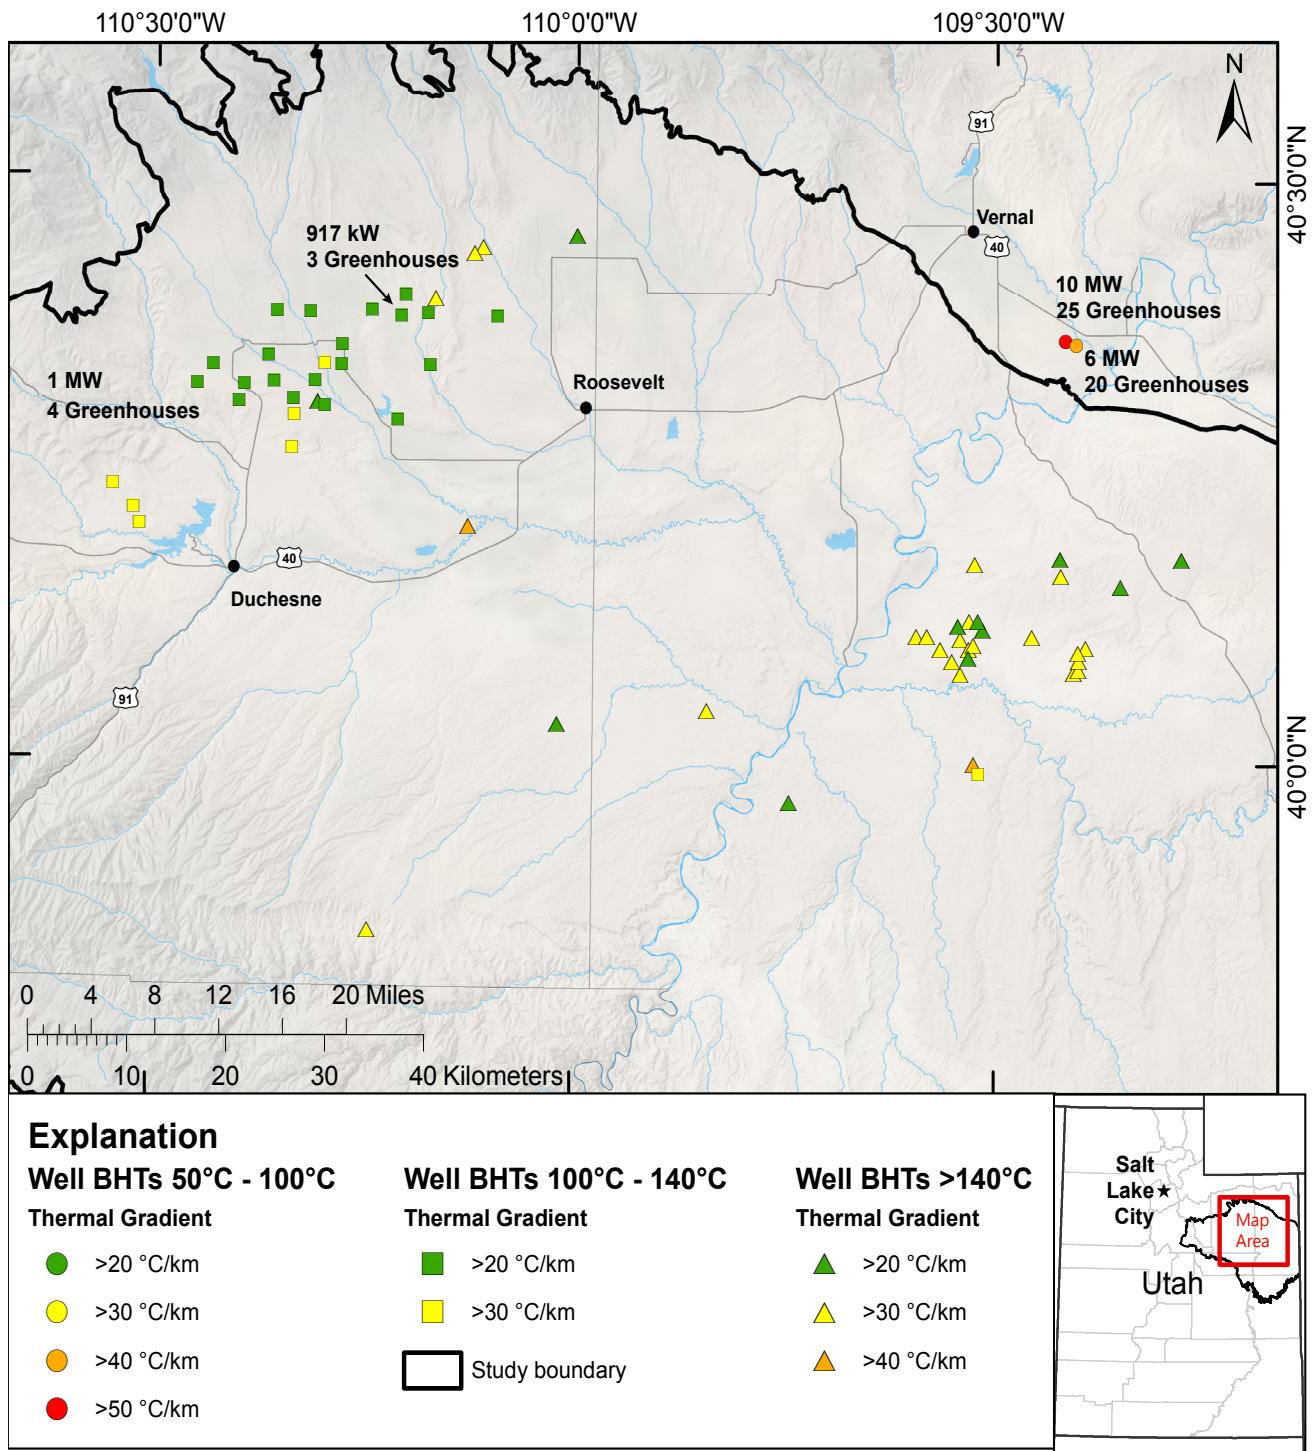 110°30'0"W
110°0'0"W
109°30'0"W
N
91
Vernal
40
40°30'0"N
917 kW
3 Greenhouses
10 MW
25 Greenhouses
6 MW
20 Greenhouses
1 MW
4 Greenhouses
Roosevelt
40
Duchesne
91
40°0'0"N
0 4 8 12 16 20 Miles
0 10 20 30 40 Kilometers
Explanation
Well BHTs 50°C - 100°C
Thermal Gradient
>20 °C/km
>30 °C/km
>40 °C/km
>50 °C/km
Well BHTs 100°C - 140°C
Thermal Gradient
>20 °C/km
>30 °C/km
Study boundary
Well BHTs >140°C
Thermal Gradient
>20 °C/km
>30 °C/km
>40 °C/km
Salt
Lake
City
Map
Area
Utah